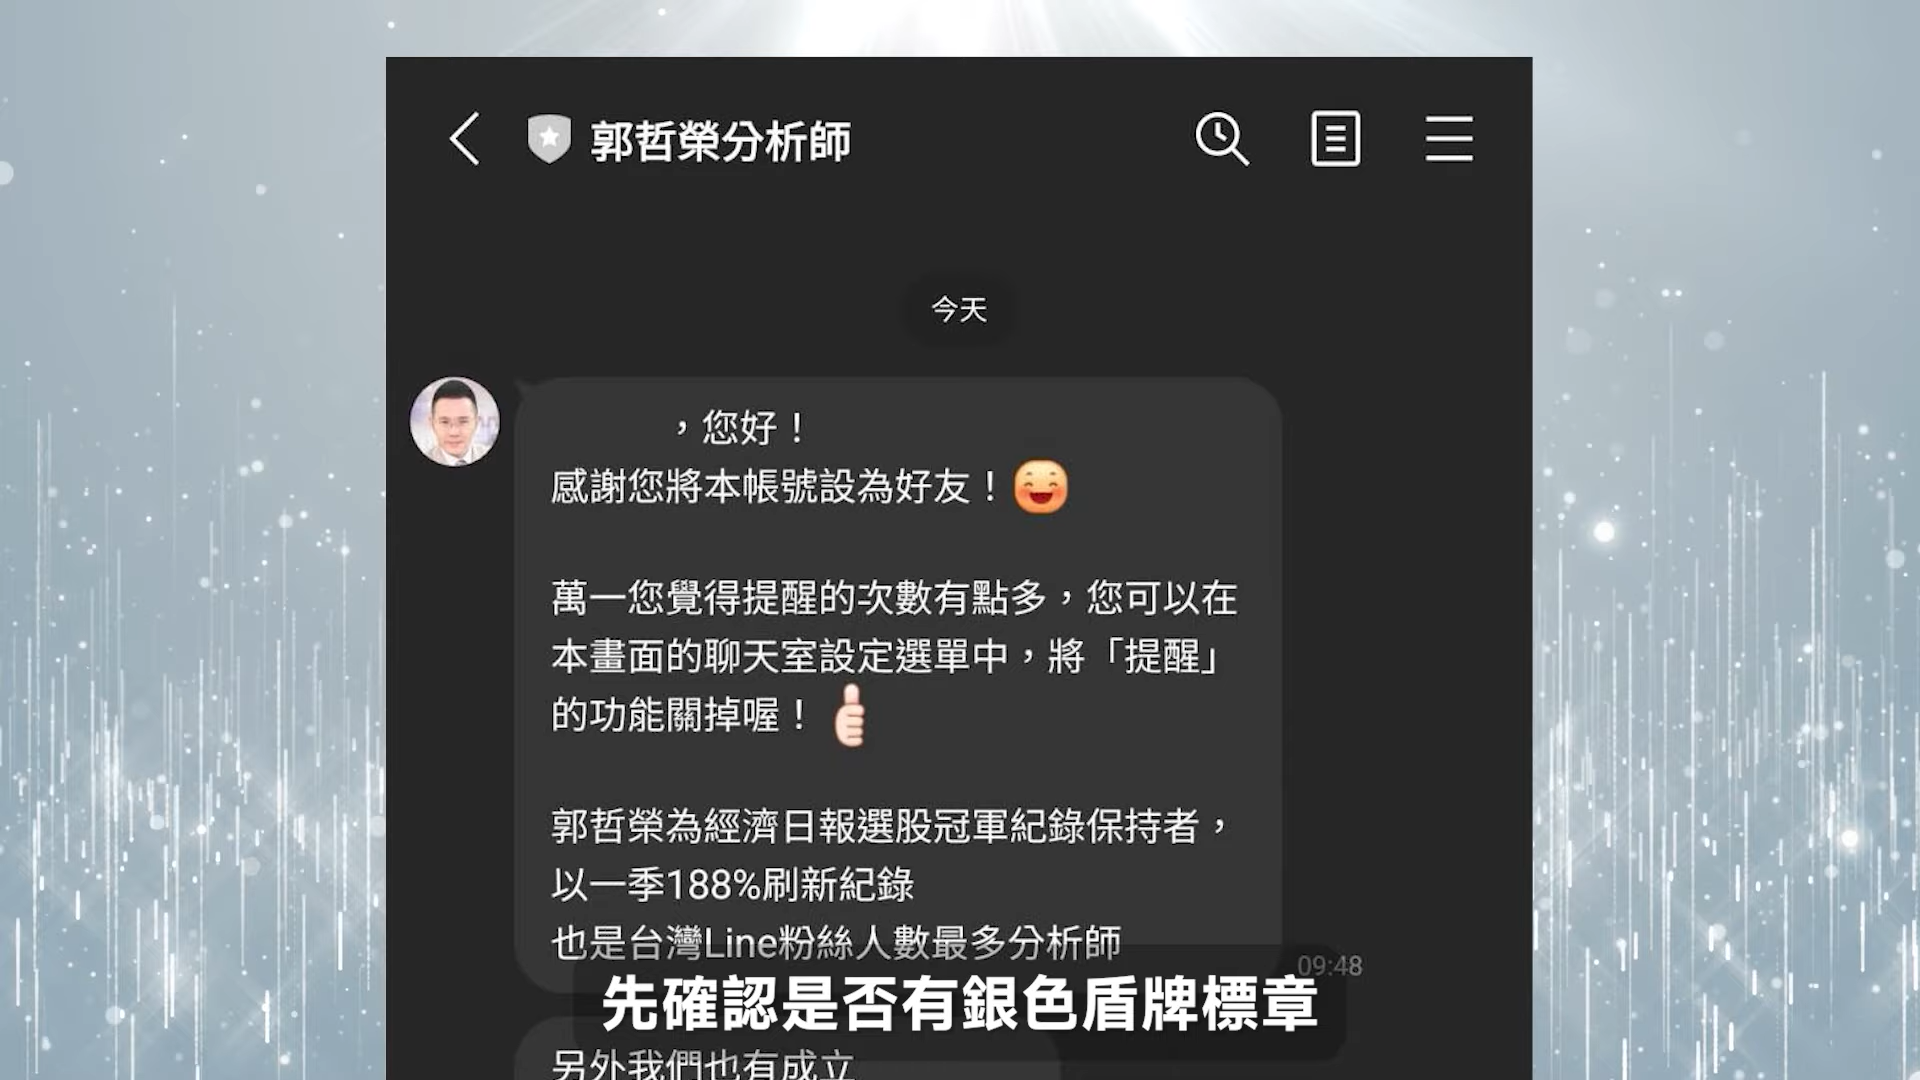 郭哲榮分析師
今天
，您好！
感謝您將本帳號設為好友！
萬一您覺得提醒的次數有點多，您可以在
本畫面的聊天室設定選單中，將「提醒」
的功能關掉喔！
郭哲榮為經濟日報選股冠軍紀錄保持者，
以一季188%刷新紀錄
也是台灣Line粉絲人數最多分析師
09:48
先確認是否有銀色盾牌標章
另外我們也有成立